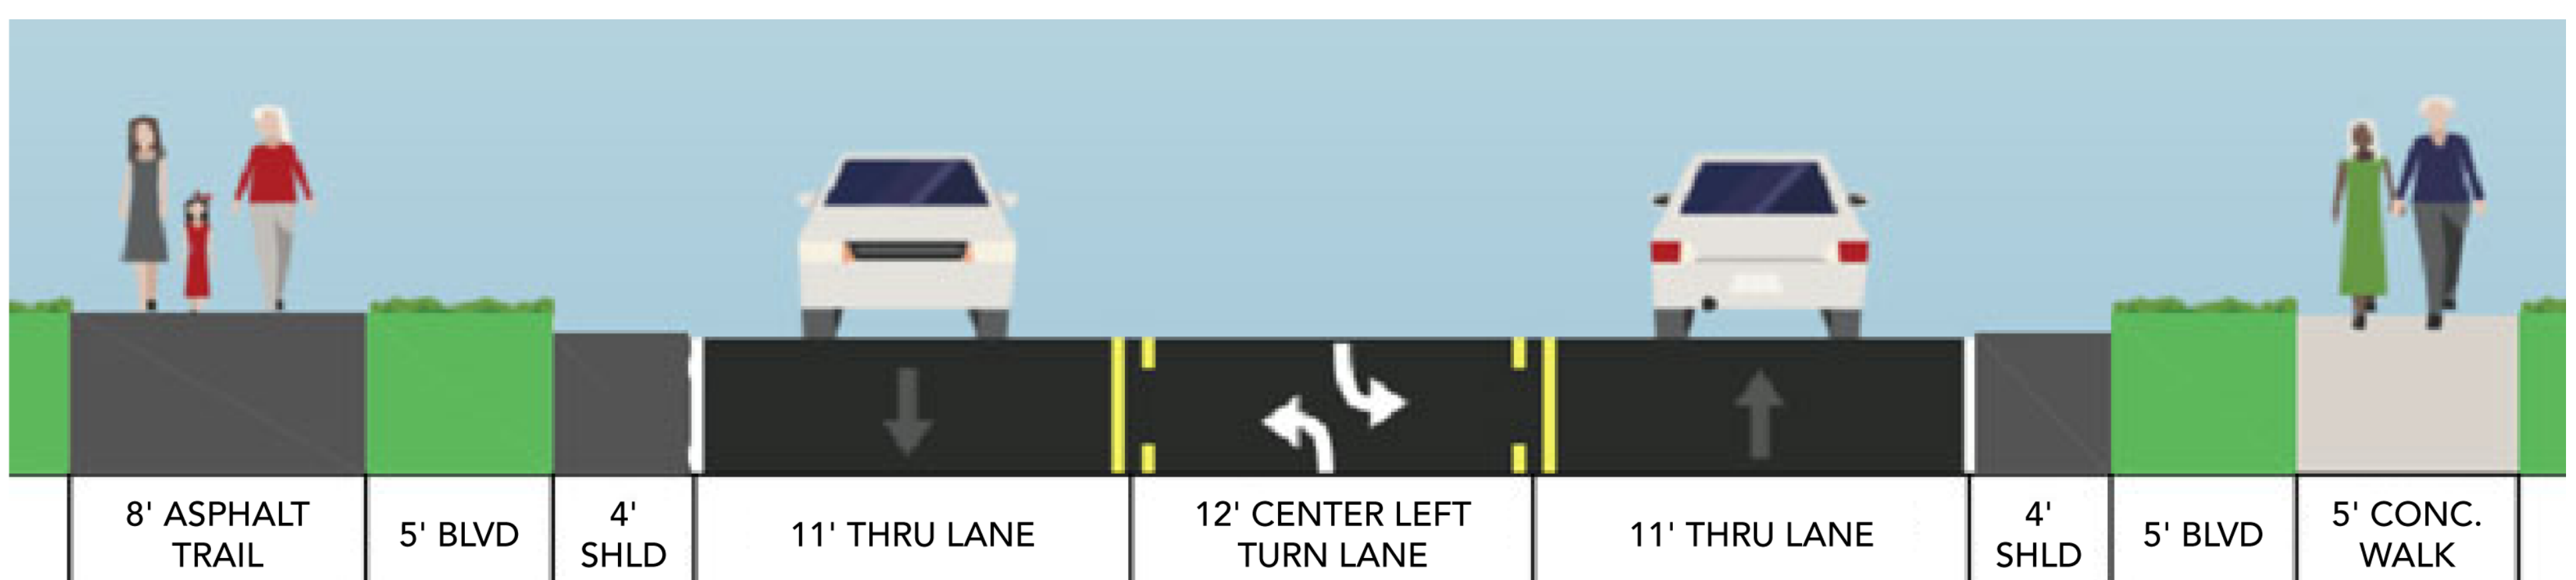 8' ASPHALT
TRAIL
5' BLVD
4'
SHLD
11' THRU LANE
12' CENTER LEFT
TURN LANE
11' THRU LANE
4'
SHLD
5' BLVD
5' CONC.
WALK